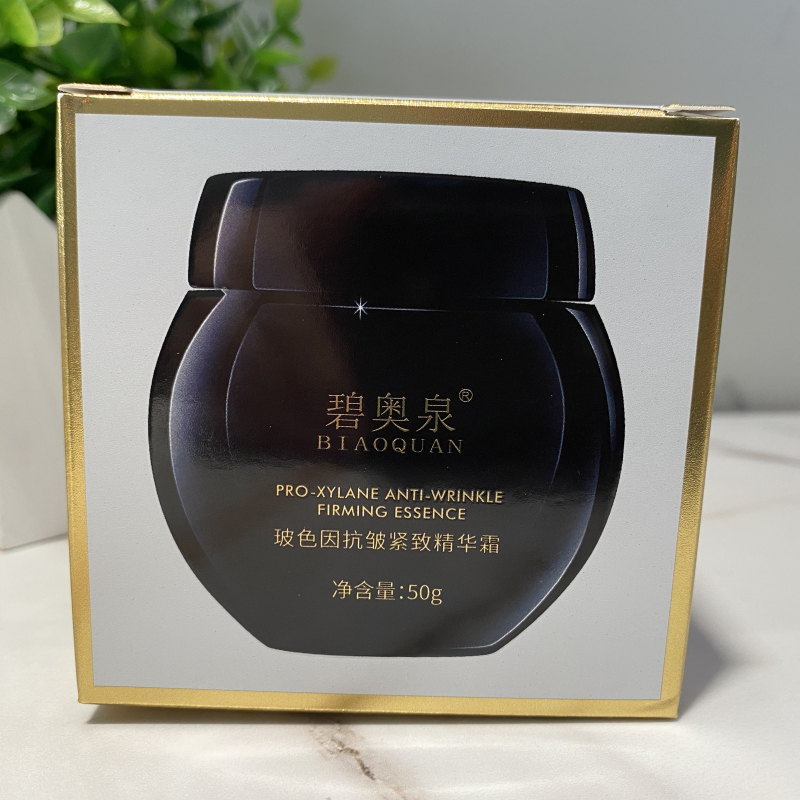 碧奥泉®
BIAOQUAN
PRO-XYLANE ANTI-WRINKLE
FIRMING ESSENCE
玻色因抗皱紧致精华霜
净含量:50g